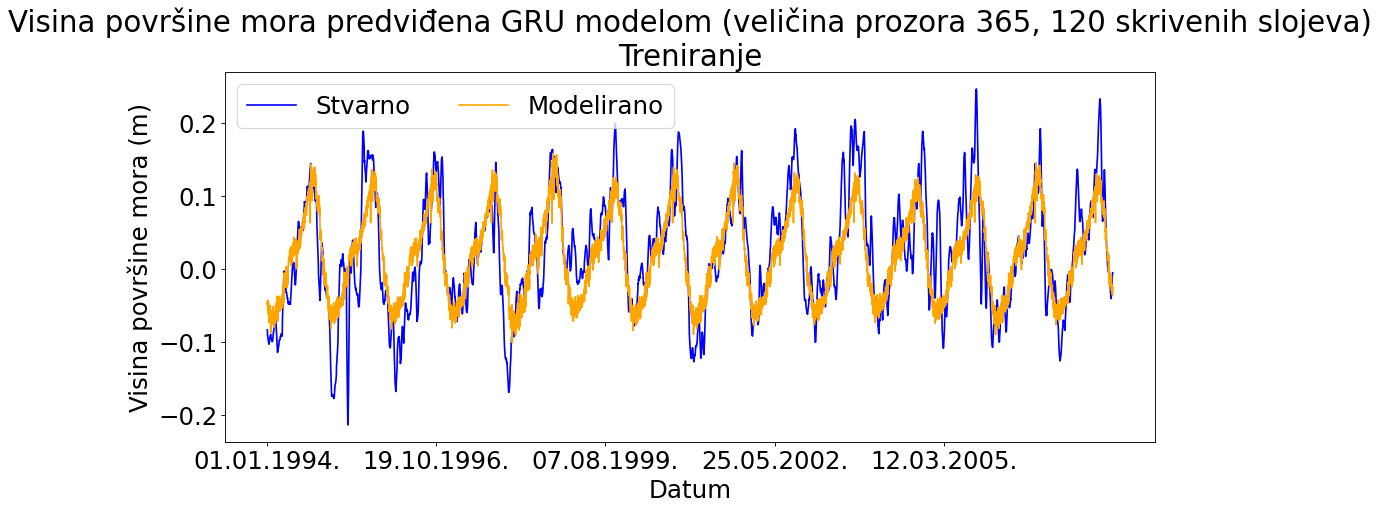 Visina površine mora predviđena GRU modelom (veličina prozora 365, 120 skrivenih slojeva)
Treniranje
Stvarno Modelirano
Visina površine mora (m)
0.2
0.1
0.0
−0.1
−0.2
01.01.1994. 19.10.1996. 07.08.1999. 25.05.2002. 12.03.2005.
Datum